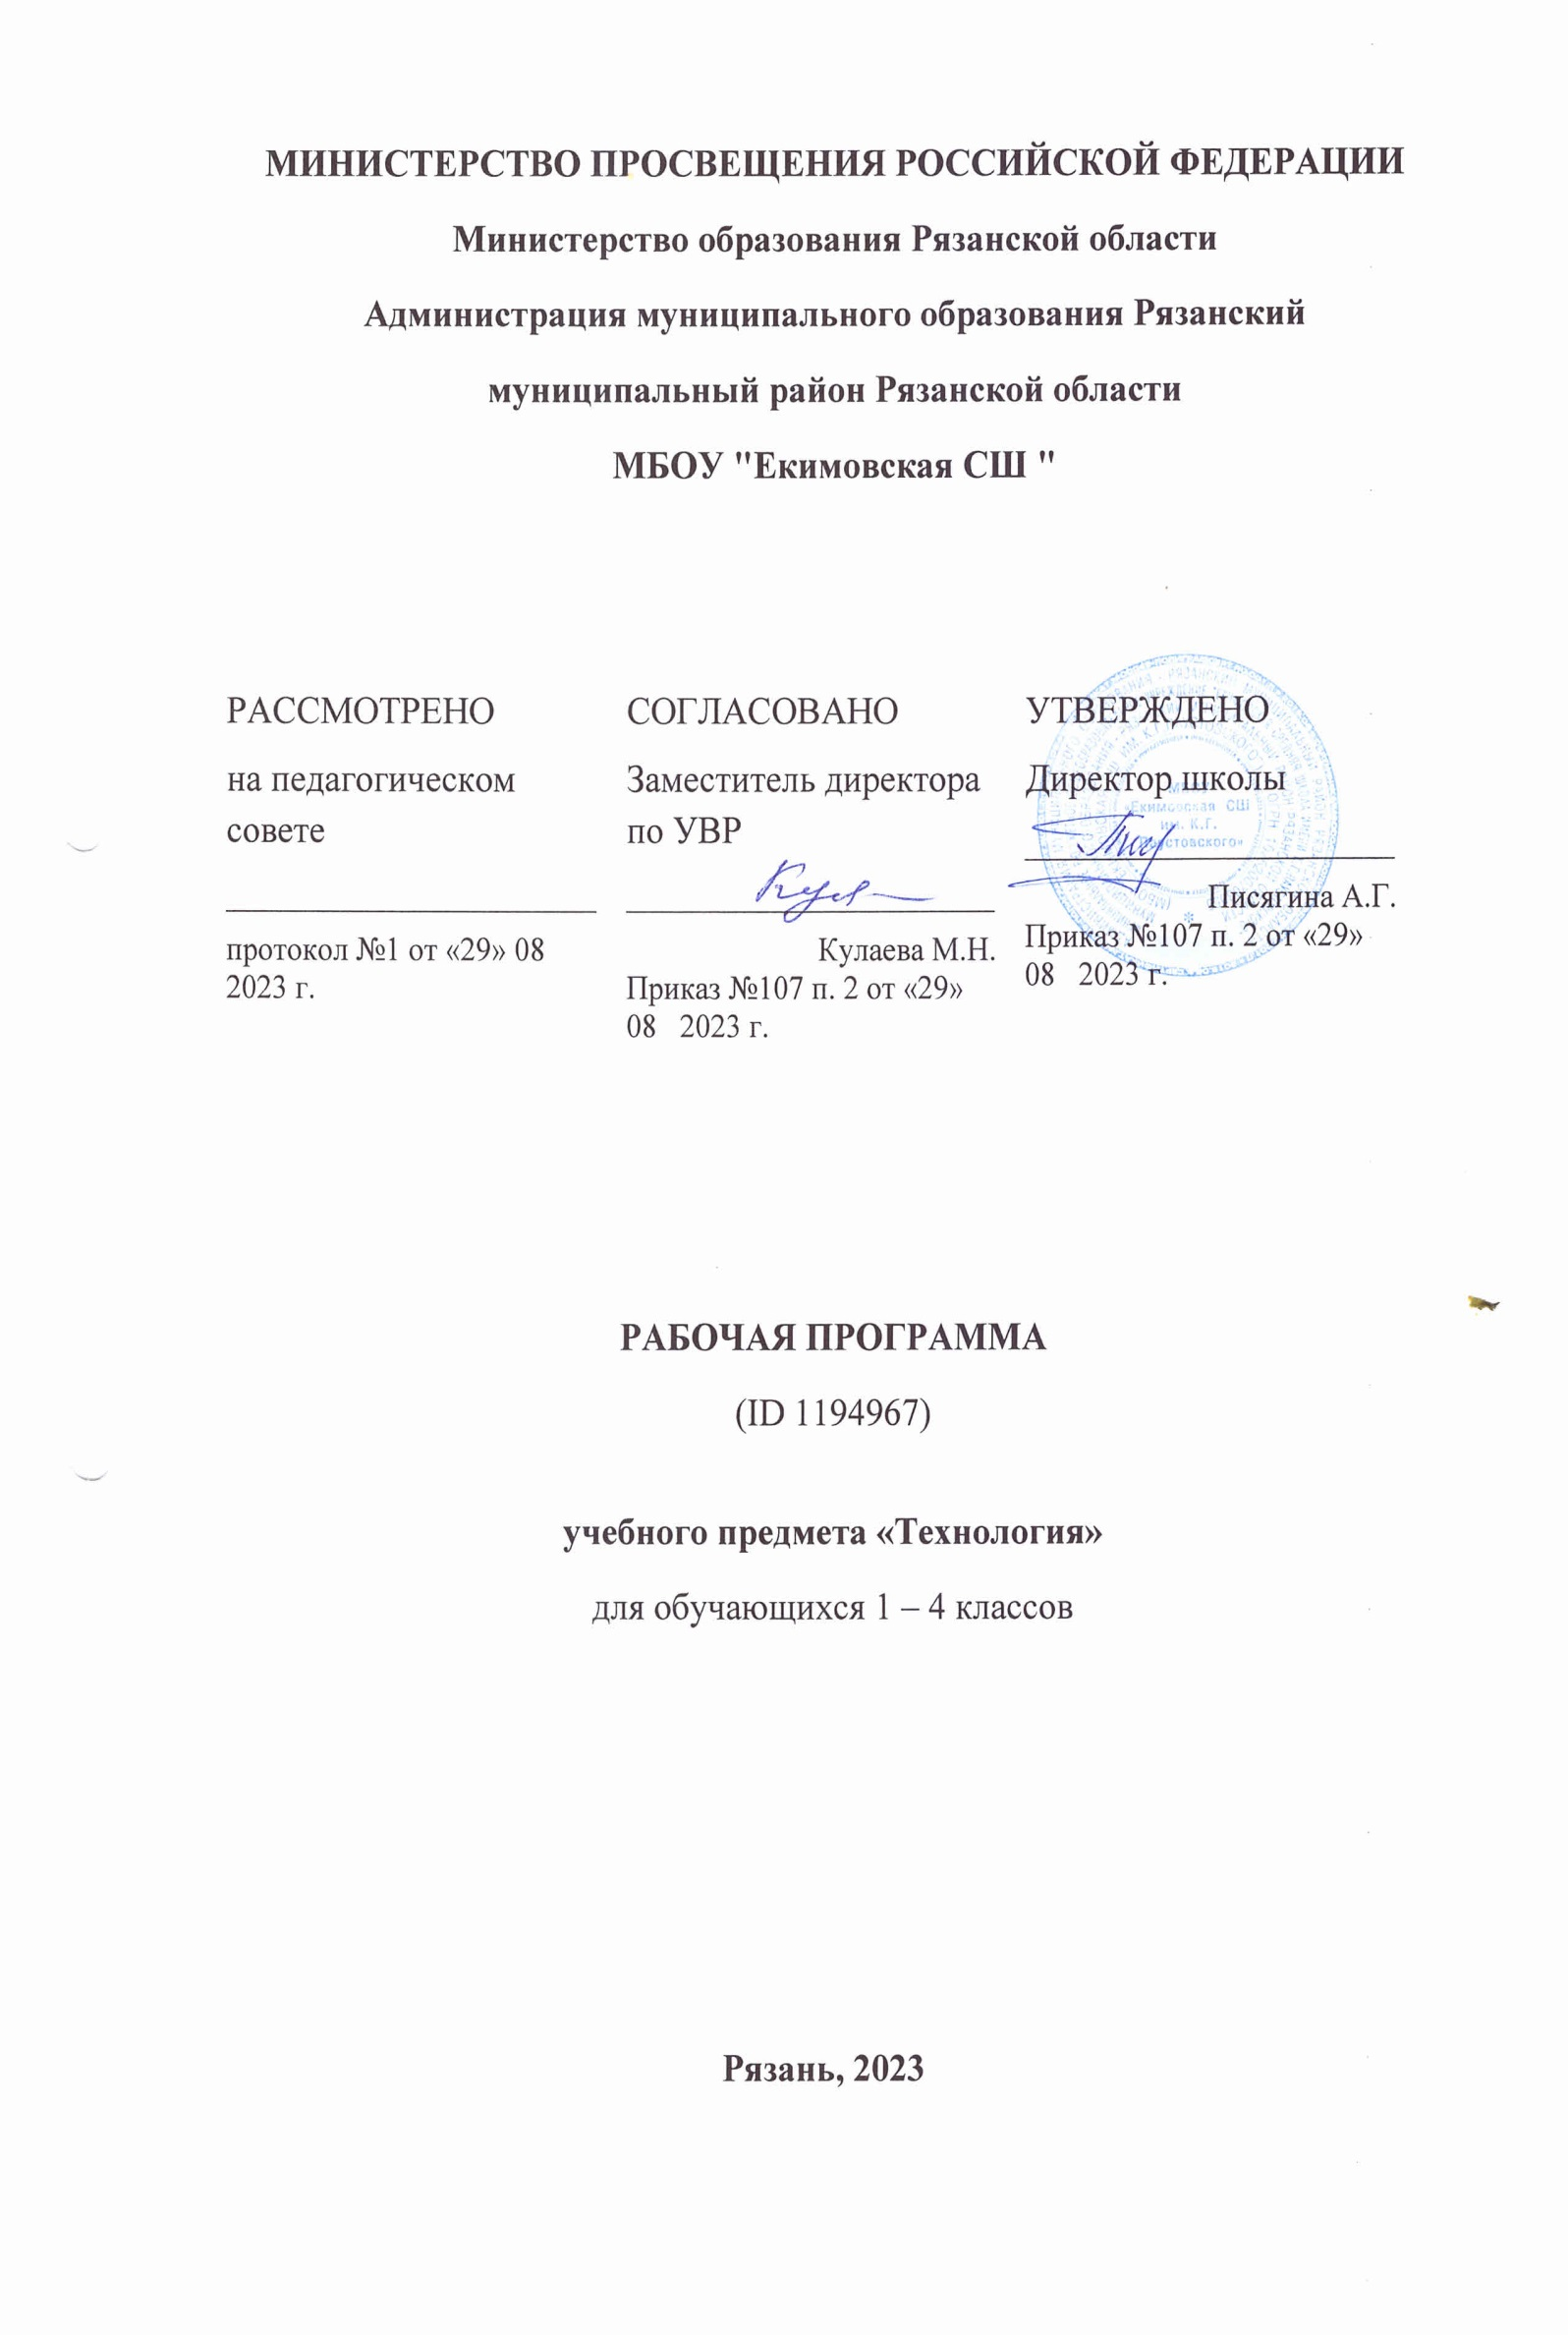 МИНИСТЕРСТВО ПРОСВЕЩЕНИЯ РОССИЙСКОЙ ФЕДЕРАЦИИ
Министерство образования Рязанской области
Администрация муниципального образования Рязанский
муниципальный район Рязанской области
МБОУ "Екимовская СШ "
РАССМОТРЕНО
на педагогическом
совете
протокол №1 от «29» 08
2023 г.
СОГЛАСОВАНО
Заместитель директора
по УВР
Кулаева М.Н.
Приказ №107 п. 2 от «29»
08 2023 г.
УТВЕРЖДЕНО
Директор школы
«Екимовская СШ
им. К.Г.
Писягина А.Г.
Приказ №107 п. 2 от «29»
08 2023 г.
РАБОЧАЯ ПРОГРАММА
(ID 1194967)
учебного предмета «Технология»
для обучающихся 1 – 4 классов
Рязань, 2023